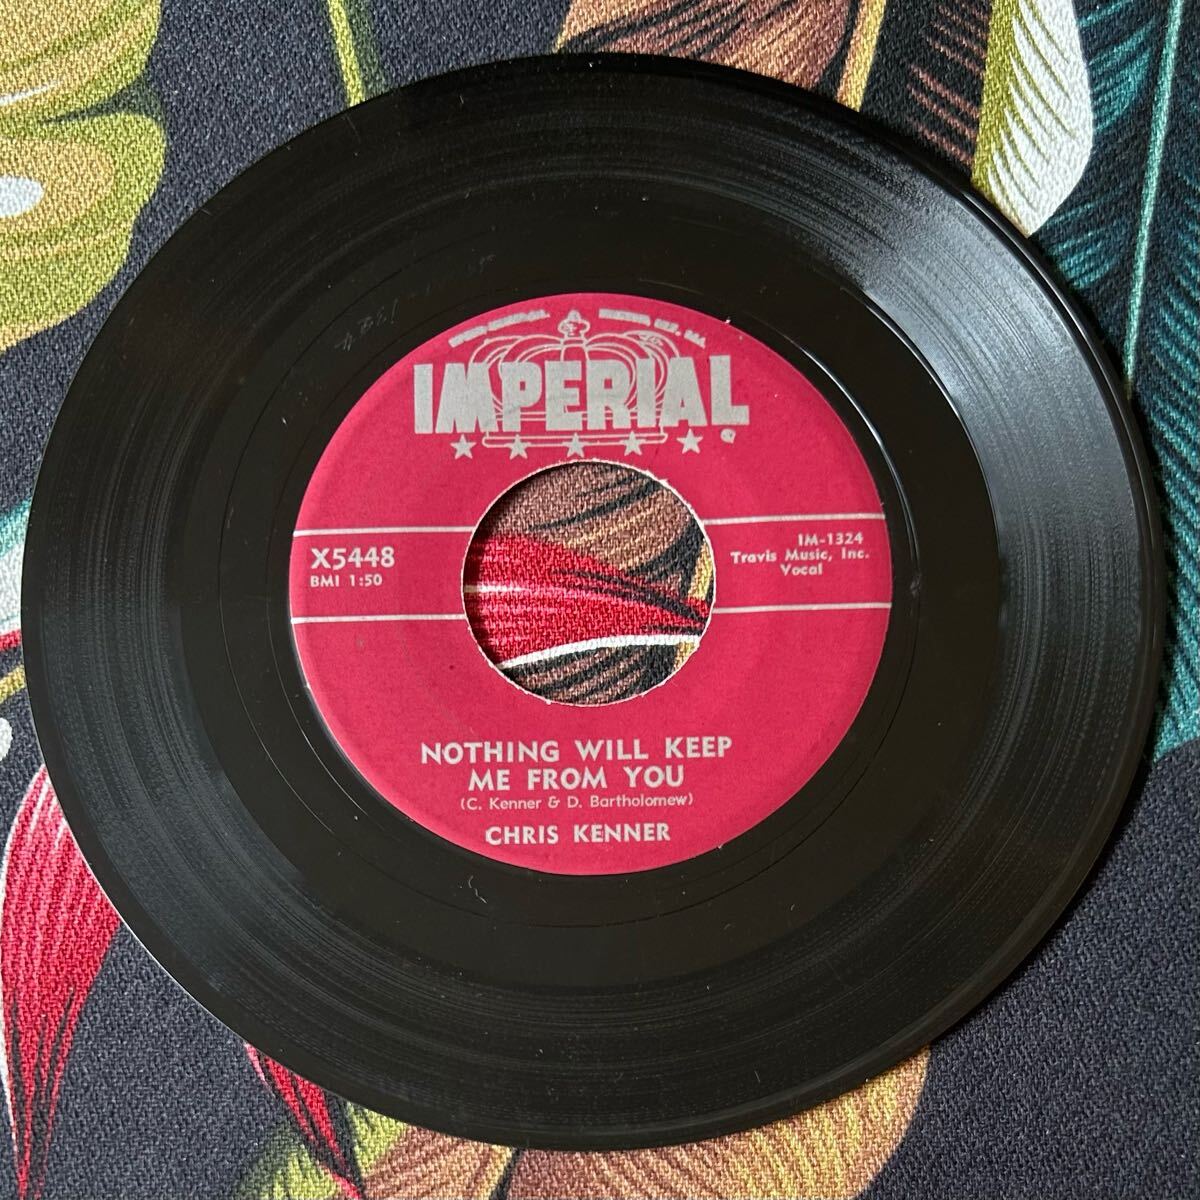 IMPERIAL
X5448
BMI 1:50
IM-1324
Travis Music, Inc.
Vocal
NOTHING WILL KEEP
ME FROM YOU
(C. Kenner & D. Bartholomew)
CHRIS KENNER